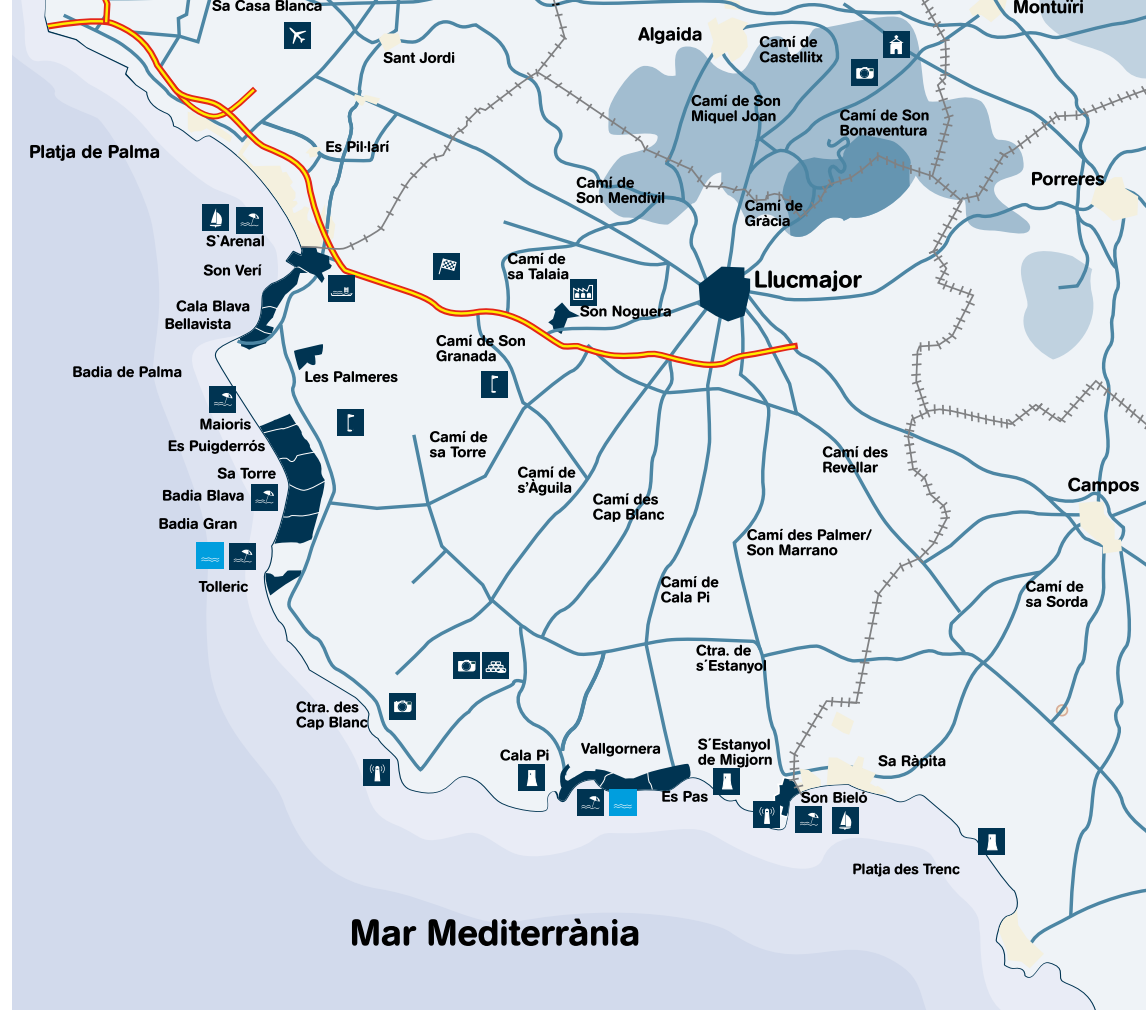 Sa Casa Blanca
Montuïri
Algaida
Camí de
Castellitx
Sant Jordi
Camí de Son
Miquel Joan
Camí de Son
Bonaventura
Platja de Palma
Es Pil·larí
Porreres
Camí de
Son Mendívil
Camí de
Gràcia
S`Arenal
Son Verí
Camí de
sa Talaia
Llucmajor
Cala Blava
Bellavista
Son Noguera
Camí de Son
Granada
Badia de Palma
Les Palmeres
Maioris
Es Puigderrós
Camí de
sa Torre
Camí des
Revellar
Sa Torre
Camí de
s'Àguila
Campos
Badia Blava
Camí des
Cap Blanc
Badia Gran
Camí des Palmer/
Son Marrano
Tolleric
Camí de
Cala Pi
Camí de
sa Sorda
Ctra. de
s´Estanyol
Ctra. des
Cap Blanc
Cala Pi
Vallgornera
S´Estanyol
de Migjorn
Sa Ràpita
Es Pas
Son Bieló
Platja des Trenc
Mar Mediterrània